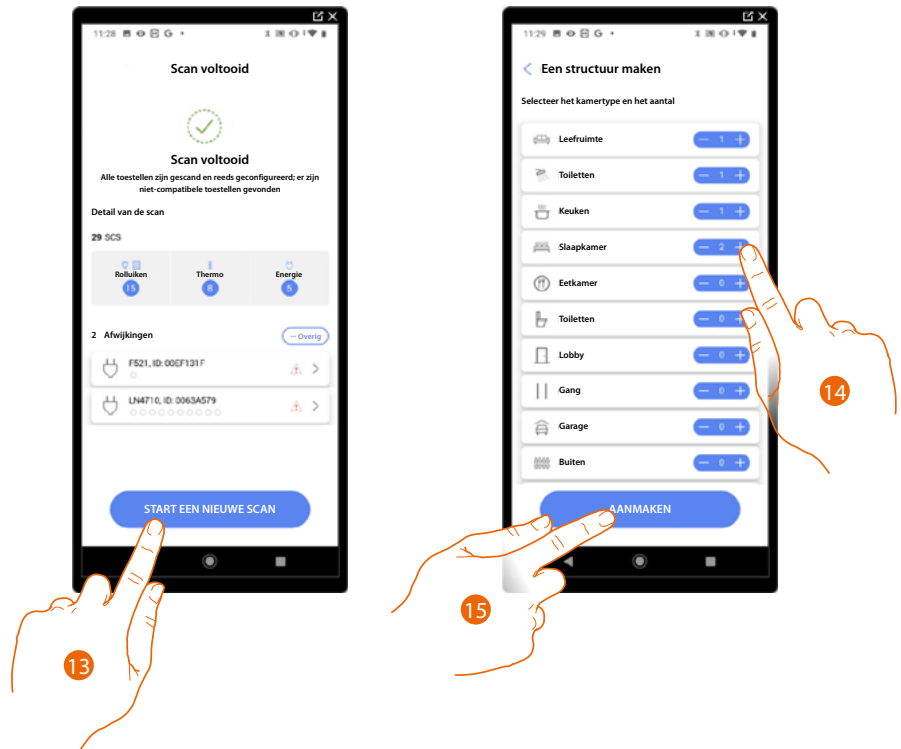 11:28 G
Scan voltooid
Scan voltooid
Alle toestellen zijn gescand en reeds geconfigureerd; er zijn
niet-compatibele toestellen gevonden
Detail van de scan
29 SCS
Rolluiken Thermo Energie
15 8 5
2 Afwijkingen
Overig
F521, ID: 00EF131F
LN4710, ID: 0063A579
START EEN NIEUWE SCAN
13
11:29 G
Een structuur maken
Selecteer het kamertype en het aantal
Leefruimte − 1 +
Toiletten − 1 +
Keuken − 1 +
Slaapkamer − 2 +
Eetkamer − 0 +
Toiletten − 0 +
Lobby − 0 +
Gang − 0 +
Garage − 0 +
Buiten − 0 +
AANMAKEN
14
15